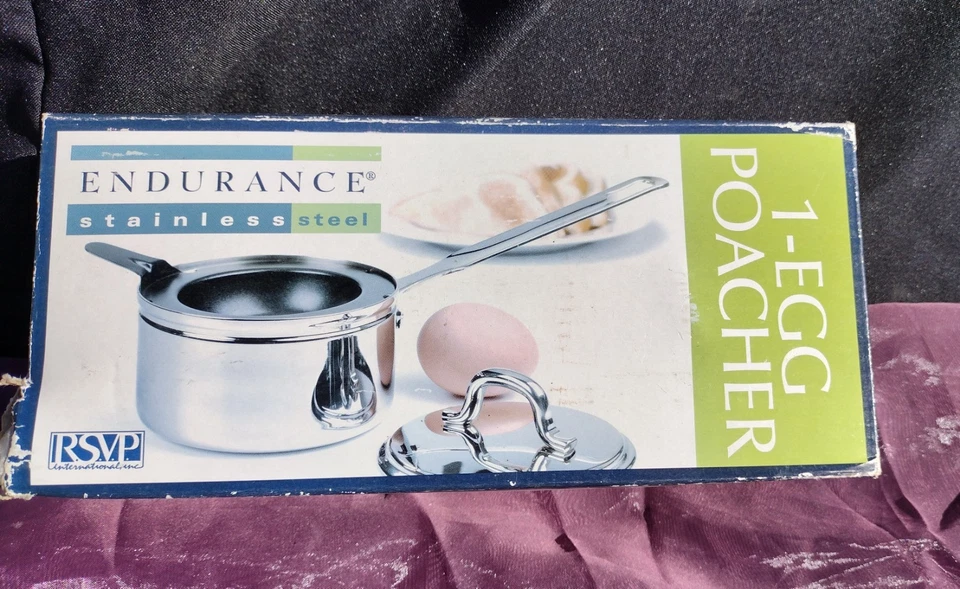 ENDURANCE®
stainless steel
1-EGG
POACHER
RSVP
International, inc